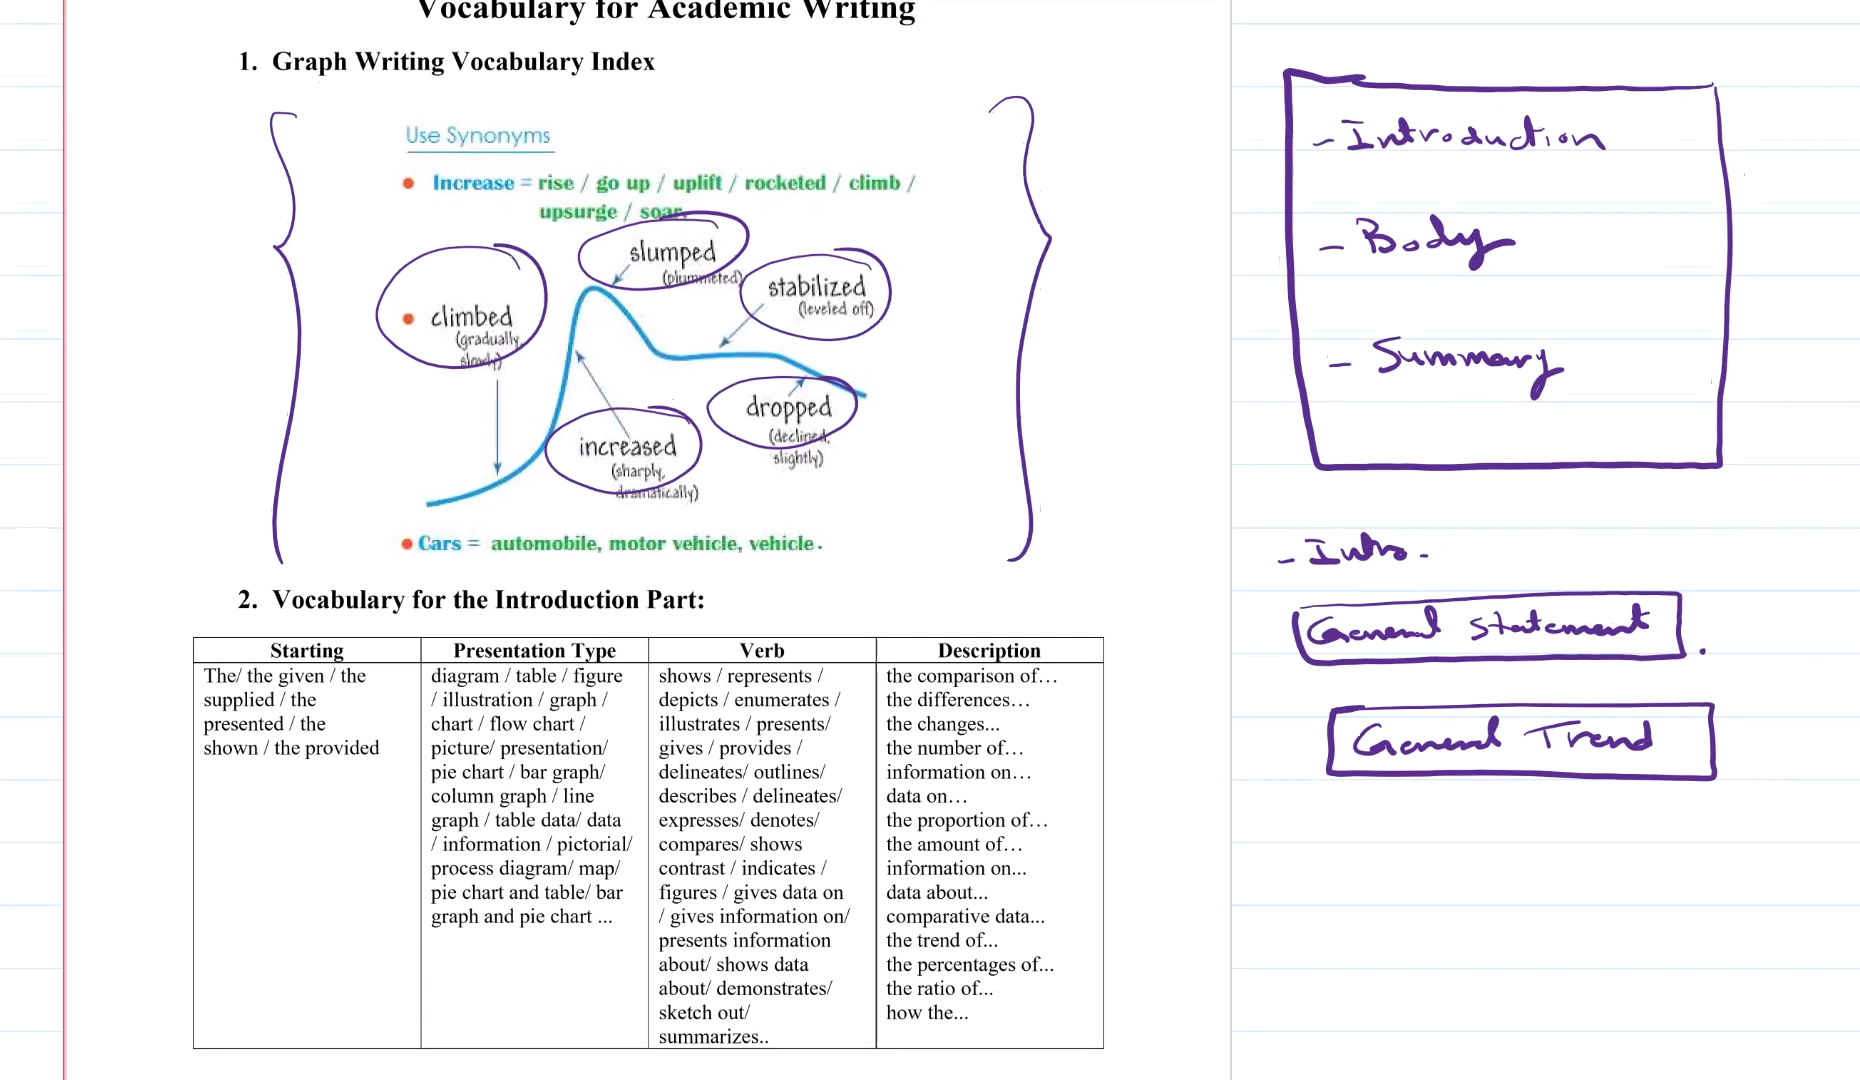 Vocabulary for Academic Writing
1. Graph Writing Vocabulary Index
Use Synonyms
Increase = rise / go up / uplift / rocketed / climb /
upsurge / soar.
slumped
(plummeted)
stabilized
(leveled off)
climbed
(gradually,
slowly)
dropped
(declined,
slightly)
increased
(sharply,
dramatically)
Cars = automobile, motor vehicle, vehicle.
2. Vocabulary for the Introduction Part:
Starting
The/ the given / the
supplied / the
presented / the
shown / the provided
Presentation Type
diagram / table / figure
/ illustration / graph /
chart / flow chart /
picture/ presentation/
pie chart / bar graph/
column graph / line
graph / table data/ data
/ information / pictorial/
process diagram/ map/
pie chart and table/ bar
graph and pie chart ...
Verb
shows / represents /
depicts / enumerates /
illustrates / presents/
gives / provides /
delineates/ outlines/
describes / delineates/
expresses/ denotes/
compares/ shows
contrast / indicates /
figures / gives data on
/ gives information on/
presents information
about/ shows data
about/ demonstrates/
sketch out/
summarizes..
Description
the comparison of…
the differences…
the changes...
the number of…
information on…
data on…
the proportion of…
the amount of…
information on...
data about...
comparative data...
the trend of...
the percentages of...
the ratio of...
how the...
- Introduction
- Body
- Summary
- Intro.
General Statement.
General Trend